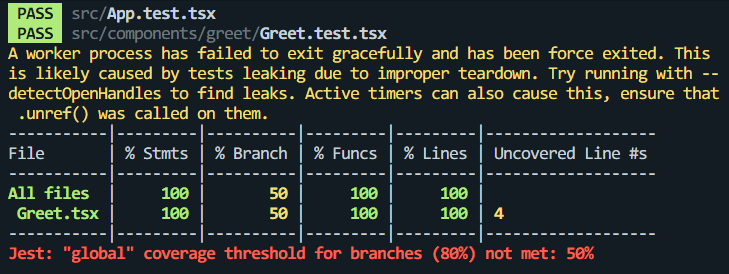 PASS src/App.test.tsx
PASS src/components/greet/Greet.test.tsx
A worker process has failed to exit gracefully and has been force exited. This
is likely caused by tests leaking due to improper teardown. Try running with --
detectOpenHandles to find leaks. Active timers can also cause this, ensure that
.unref() was called on them.
-----------|---------|----------|---------|---------|-------------------
File       | % Stmts | % Branch | % Funcs | % Lines | Uncovered Line #s
-----------|---------|----------|---------|---------|-------------------
All files  |     100 |       50 |     100 |     100 |
 Greet.tsx |     100 |       50 |     100 |     100 | 4
-----------|---------|----------|---------|---------|-------------------
Jest: "global" coverage threshold for branches (80%) not met: 50%